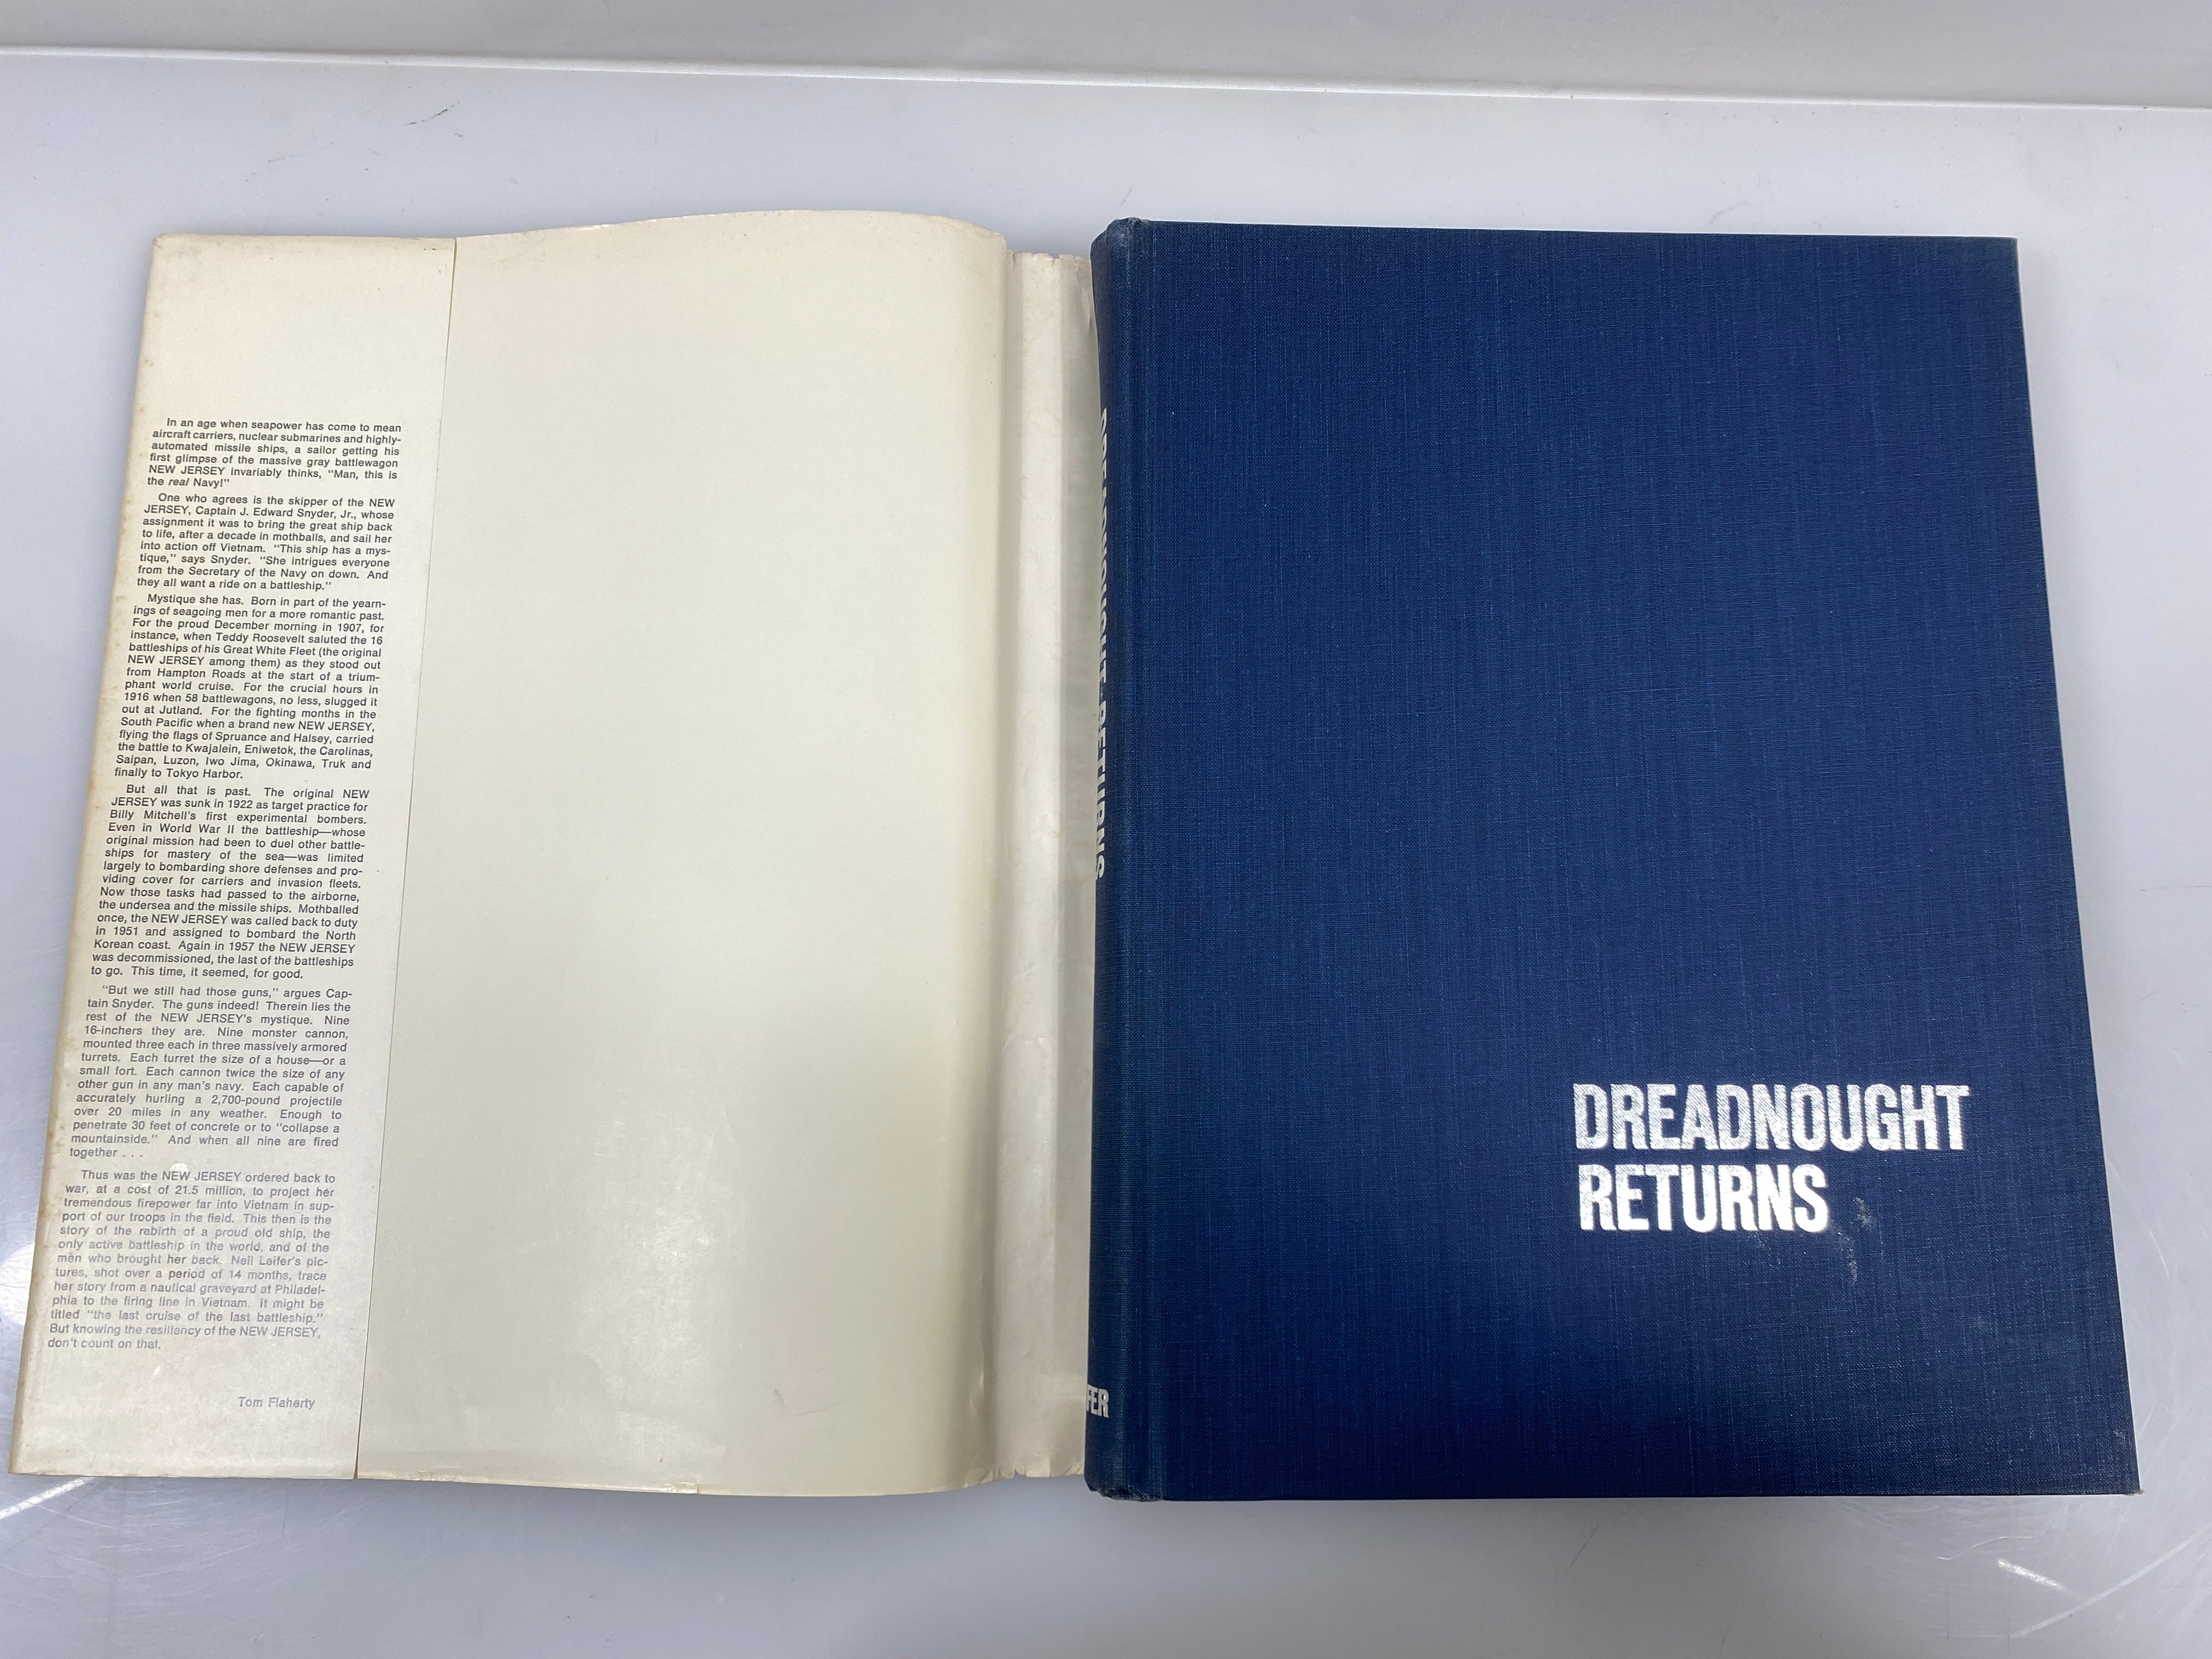 In an age when seapower has come to mean
aircraft carriers, nuclear submarines and highly-
automated missile ships, a sailor getting his
first glimpse of the massive gray battlewagon
NEW JERSEY invariably thinks, "Man, this is
the real Navy!"
One who agrees is the skipper of the NEW
JERSEY, Captain J. Edward Snyder, Jr., whose
assignment it was to bring the great ship back
to life, after a decade in mothballs, and sail her
into action off Vietnam. "This ship has a mys-
tique," says Snyder. "She intrigues everyone
from the Secretary of the Navy on down. And
they all want a ride on a battleship."
Mystique she has. Born in part of the yearn-
ings of seagoing men for a more romantic past.
For the proud December morning in 1907, for
instance, when Teddy Roosevelt saluted the 16
battleships of his Great White Fleet (the original
NEW JERSEY among them) as they stood out
from Hampton Roads at the start of a trium-
phant world cruise. For the crucial hours in
1916 when 58 battlewagons, no less, slugged it
out at Jutland. For the fighting months in the
South Pacific when a brand new NEW JERSEY,
flying the flags of Spruance and Halsey, carried
the battle to Kwajalein, Eniwetok, the Carolinas,
Saipan, Luzon, Iwo Jima, Okinawa, Truk and
finally to Tokyo Harbor.
But all that is past. The original NEW
JERSEY was sunk in 1922 as target practice for
Billy Mitchell's first experimental bombers.
Even in World War II the battleship—whose
original mission had been to duel other battle-
ships for mastery of the sea—was limited
largely to bombarding shore defenses and pro-
viding cover for carriers and invasion fleets.
Now those tasks had passed to the airborne,
the undersea and the missile ships. Mothballed
once, the NEW JERSEY was called back to duty
in 1951 and assigned to bombard the North
Korean coast. Again in 1957 the NEW JERSEY
was decommissioned, the last of the battleships
to go. This time, it seemed, for good.
"But we still had those guns," argues Cap-
tain Snyder. The guns indeed! Therein lies the
rest of the NEW JERSEY's mystique. Nine
16-inchers they are. Nine monster cannon,
mounted three each in three massively armored
turrets. Each turret the size of a house—or a
small fort. Each cannon twice the size of any
other gun in any man's navy. Each capable of
accurately hurling a 2,700-pound projectile
over 20 miles in any weather. Enough to
penetrate 30 feet of concrete or to "collapse a
mountainside." And when all nine are fired
together . . .
Thus was the NEW JERSEY ordered back to
war, at a cost of 21.5 million, to project her
tremendous firepower far into Vietnam in sup-
port of our troops in the field. This then is the
story of the rebirth of a proud old ship, the
only active battleship in the world, and of the
men who brought her back. Neil Leifer's pic-
tures, shot over a period of 14 months, trace
her story from a nautical graveyard at Philadel-
phia to the firing line in Vietnam. It might be
titled "the last cruise of the last battleship."
But knowing the resiliency of the NEW JERSEY,
don't count on that.
Tom Flaherty
DREADNOUGHT RETURNS
FER
DREADNOUGHT
RETURNS